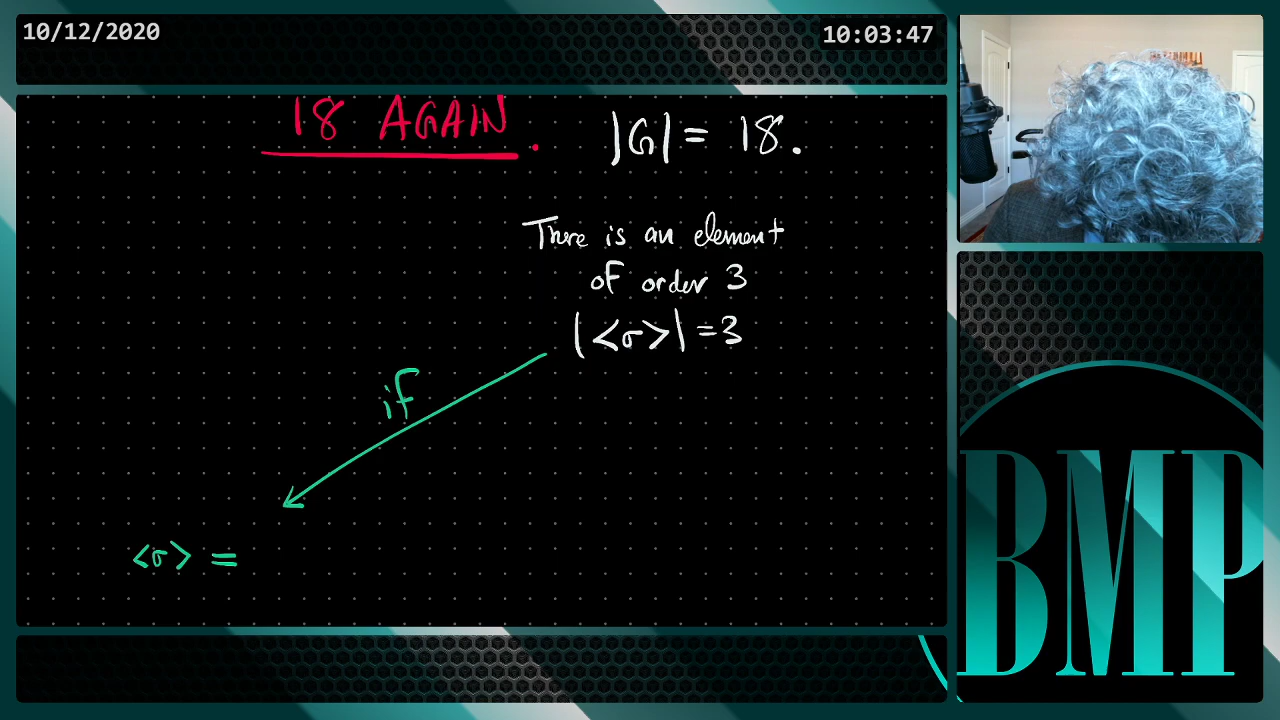 10/12/2020
10:03:47
18 AGAIN.
|G| = 18.
There is an element
of order 3
|<σ>| = 3
if
<σ> =
BMP